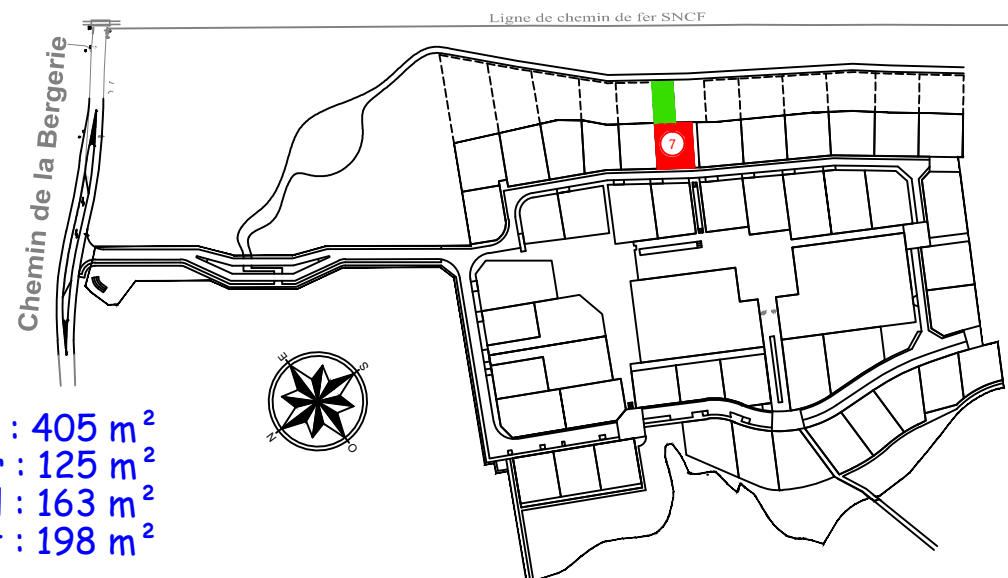 Ligne de chemin de fer SNCF
Chemin de la Bergerie
7
E
S
N
O
: 405 m²
: 125 m²
: 163 m²
: 198 m²